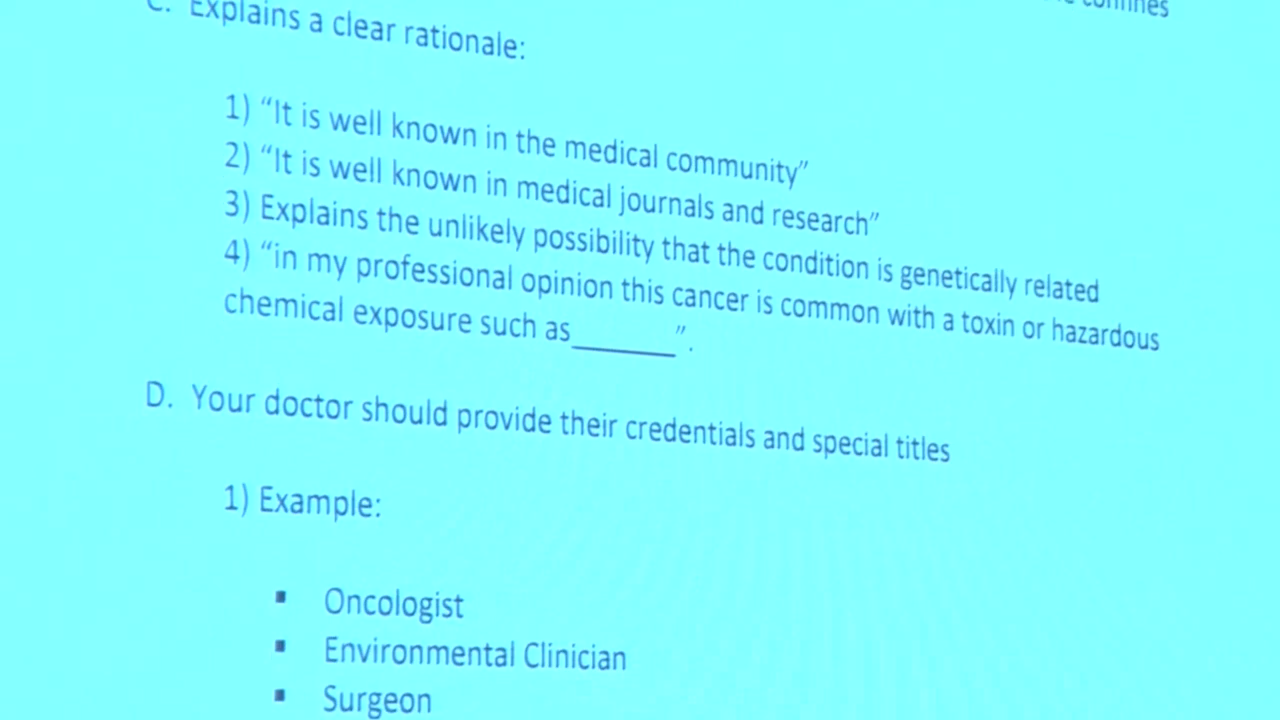 confines
C. Explains a clear rationale:
1) “It is well known in the medical community”
2) “It is well known in medical journals and research”
3) Explains the unlikely possibility that the condition is genetically related
4) “in my professional opinion this cancer is common with a toxin or hazardous
chemical exposure such as_______”.
D. Your doctor should provide their credentials and special titles
1) Example:
▪ Oncologist
▪ Environmental Clinician
▪ Surgeon